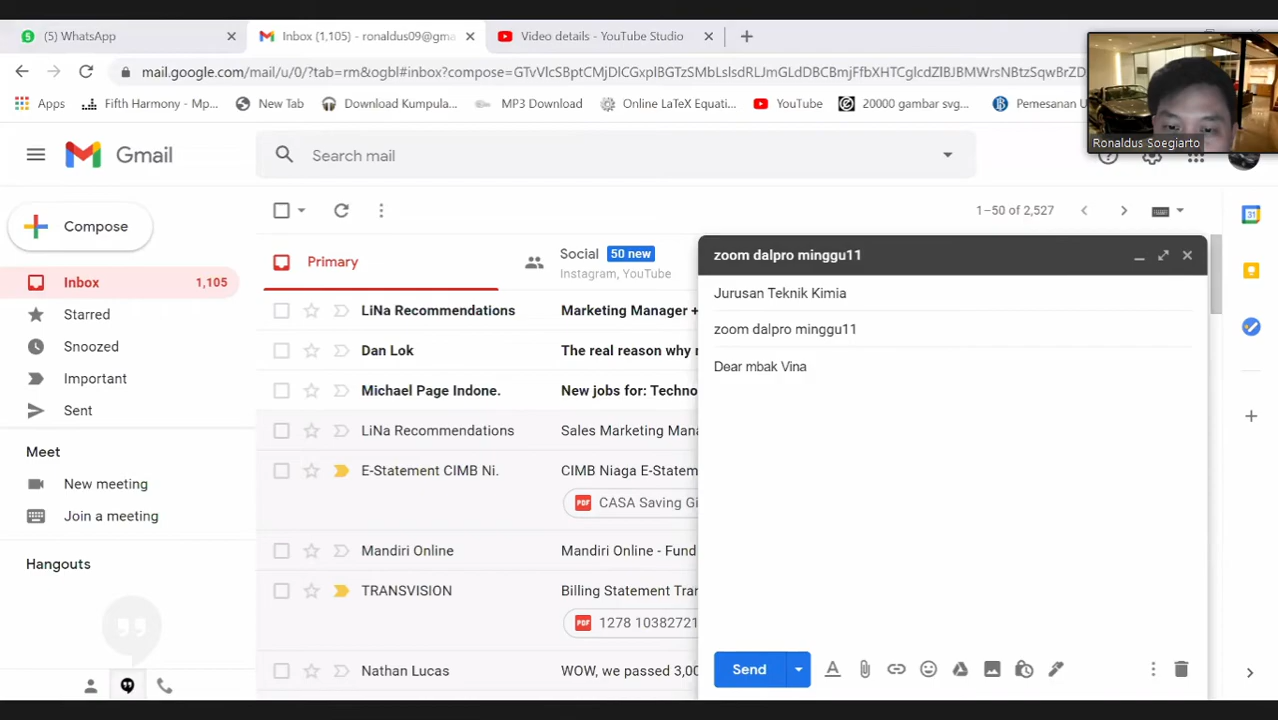 (5) WhatsApp
Inbox (1,105) - ronaldus09@gma
Video details - YouTube Studio
mail.google.com/mail/u/0/?tab=rm&ogbl#inbox?compose=
Apps
Fifth Harmony - Mp...
New Tab
Download Kumpula...
MP3 Download
Online LaTeX Equati...
YouTube
20000 gambar svg...
Pemesanan
Ronaldus Soegiarto
Gmail
Search mail
Compose
1–50 of 2,527
Inbox 1,105
Starred
Snoozed
Important
Sent
Meet
New meeting
Join a meeting
Hangouts
Primary
Social 50 new
Instagram, YouTube
LiNa Recommendations Marketing Manager +
Dan Lok The real reason why
Michael Page Indone. New jobs for: Techno
LiNa Recommendations Sales Marketing Mana
E-Statement CIMB Ni. CIMB Niaga E-Statem
PDF CASA Saving Gi
Mandiri Online Mandiri Online - Fund
TRANSVISION Billing Statement Tran
PDF 1278 10382721
Nathan Lucas WOW, we passed 3,00
zoom dalpro minggu11
Jurusan Teknik Kimia
zoom dalpro minggu11
Dear mbak Vina
Send